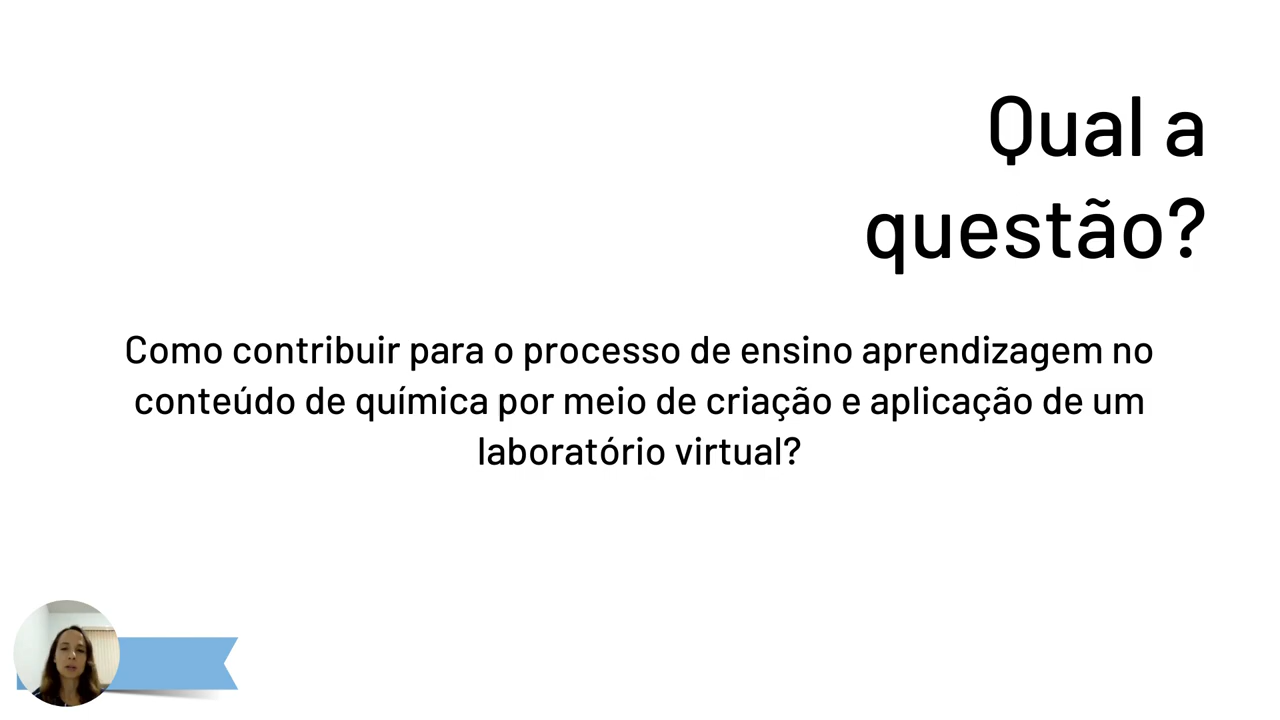 Qual a
questão?
Como contribuir para o processo de ensino aprendizagem no
conteúdo de química por meio de criação e aplicação de um
laboratório virtual?